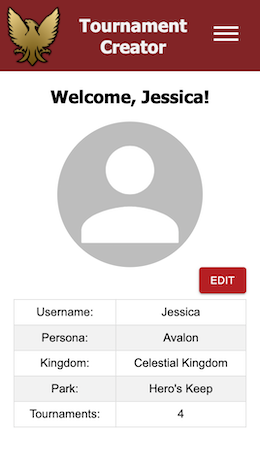 Tournament
Creator
Welcome, Jessica!
EDIT
Username: Jessica
Persona: Avalon
Kingdom: Celestial Kingdom
Park: Hero's Keep
Tournaments: 4